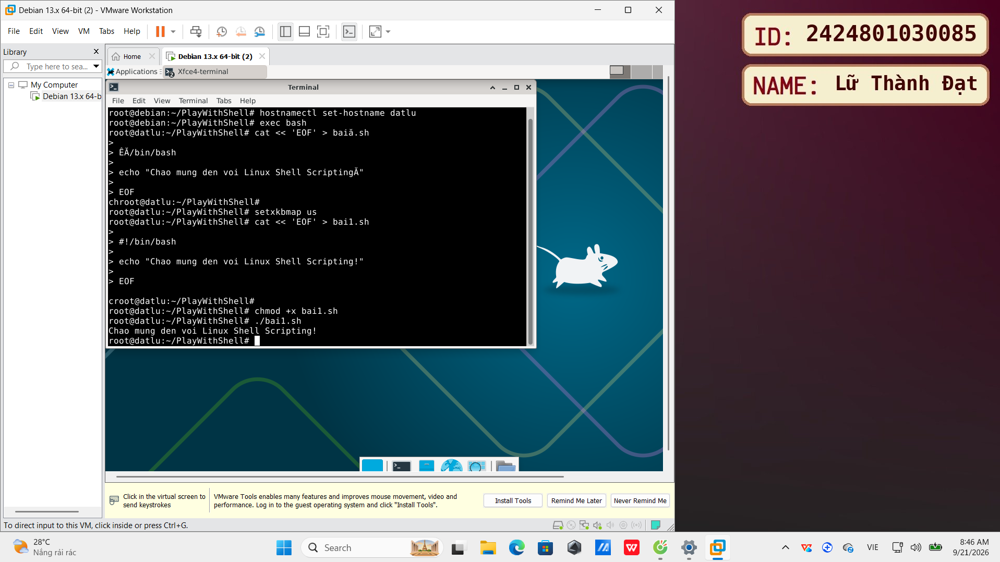 Debian 13.x 64-bit (2) - VMware Workstation
File Edit View VM Tabs Help
Library
Type here to sea...
My Computer
Debian 13.x 64-b
Home
Debian 13.x 64-bit (2)
Applications
2 Xfce4-terminal
Terminal
File Edit View Terminal Tabs Help
root@debian:~/PlayWithShell# hostnamectl set-hostname datlu
root@debian:~/PlayWithShell# exec bash
root@datlu:~/PlayWithShell# cat << 'EOF' > baiă.sh
>
> ÊĂ/bin/bash
>
> echo "Chao mung den voi Linux Shell ScriptingĂ"
>
> EOF
chroot@datlu:~/PlayWithShell#
root@datlu:~/PlayWithShell# setxkbmap us
root@datlu:~/PlayWithShell# cat << 'EOF' > bai1.sh
>
> #!/bin/bash
>
> echo "Chao mung den voi Linux Shell Scripting!"
>
> EOF
croot@datlu:~/PlayWithShell#
root@datlu:~/PlayWithShell# chmod +x bai1.sh
root@datlu:~/PlayWithShell# ./bai1.sh
Chao mung den voi Linux Shell Scripting!
root@datlu:~/PlayWithShell#
Click in the virtual screen to
send keystrokes
VMware Tools enables many features and improves mouse movement, video and
performance. Log in to the guest operating system and click "Install Tools".
Install Tools
Remind Me Later
Never Remind Me
To direct input to this VM, click inside or press Ctrl+G.
ID: 2424801030085
NAME: Lữ Thành Đạt
28°C
Nắng rải rác
Search
VIE
8:46 AM
9/21/2026